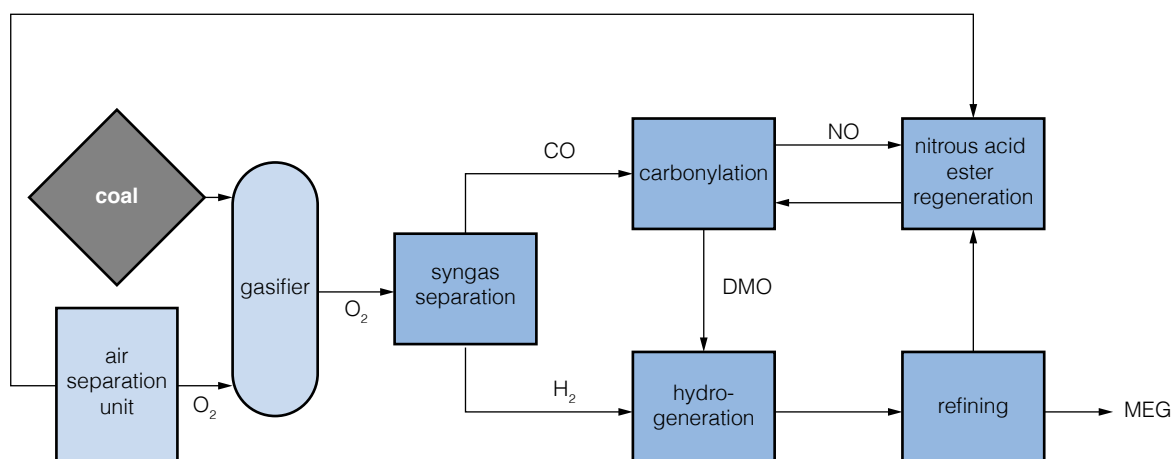 coal
air
separation
unit
O₂
gasifier
O₂
syngas
separation
CO
H₂
carbonylation
NO
nitrous acid
ester
regeneration
DMO
hydro-
generation
refining
MEG